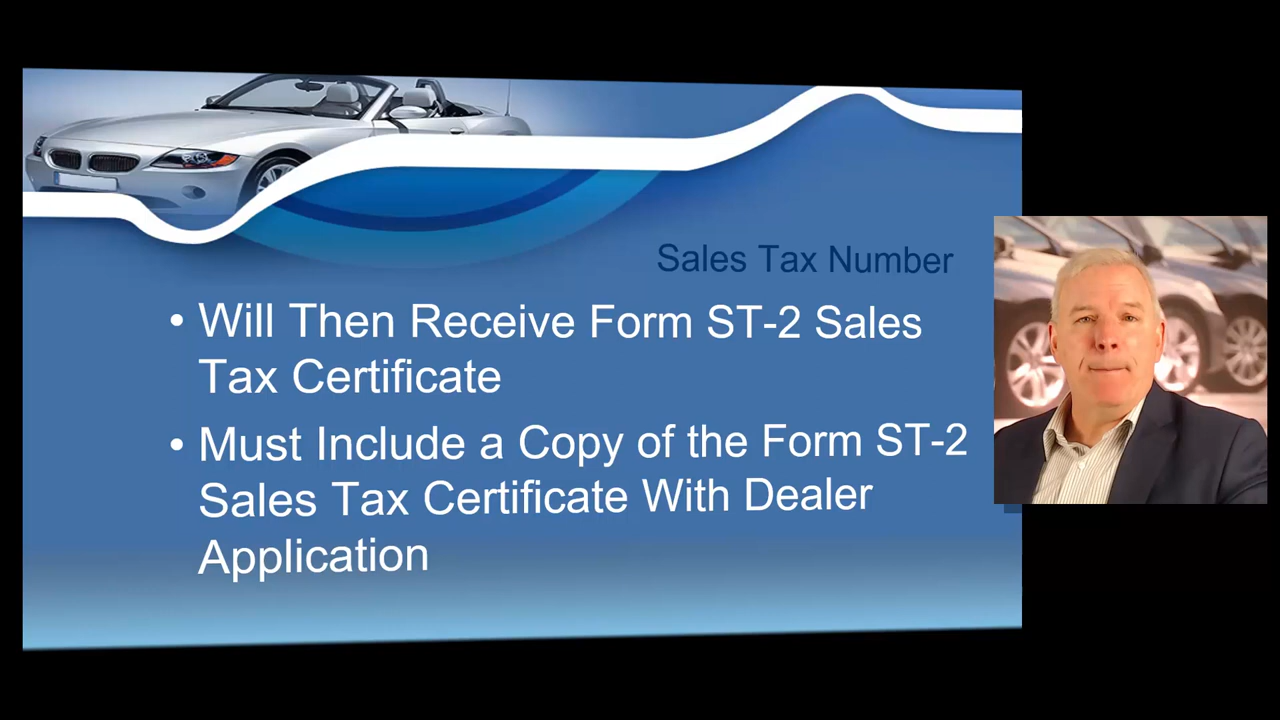 Sales Tax Number
• Will Then Receive Form ST-2 Sales
Tax Certificate
• Must Include a Copy of the Form ST-2
Sales Tax Certificate With Dealer
Application